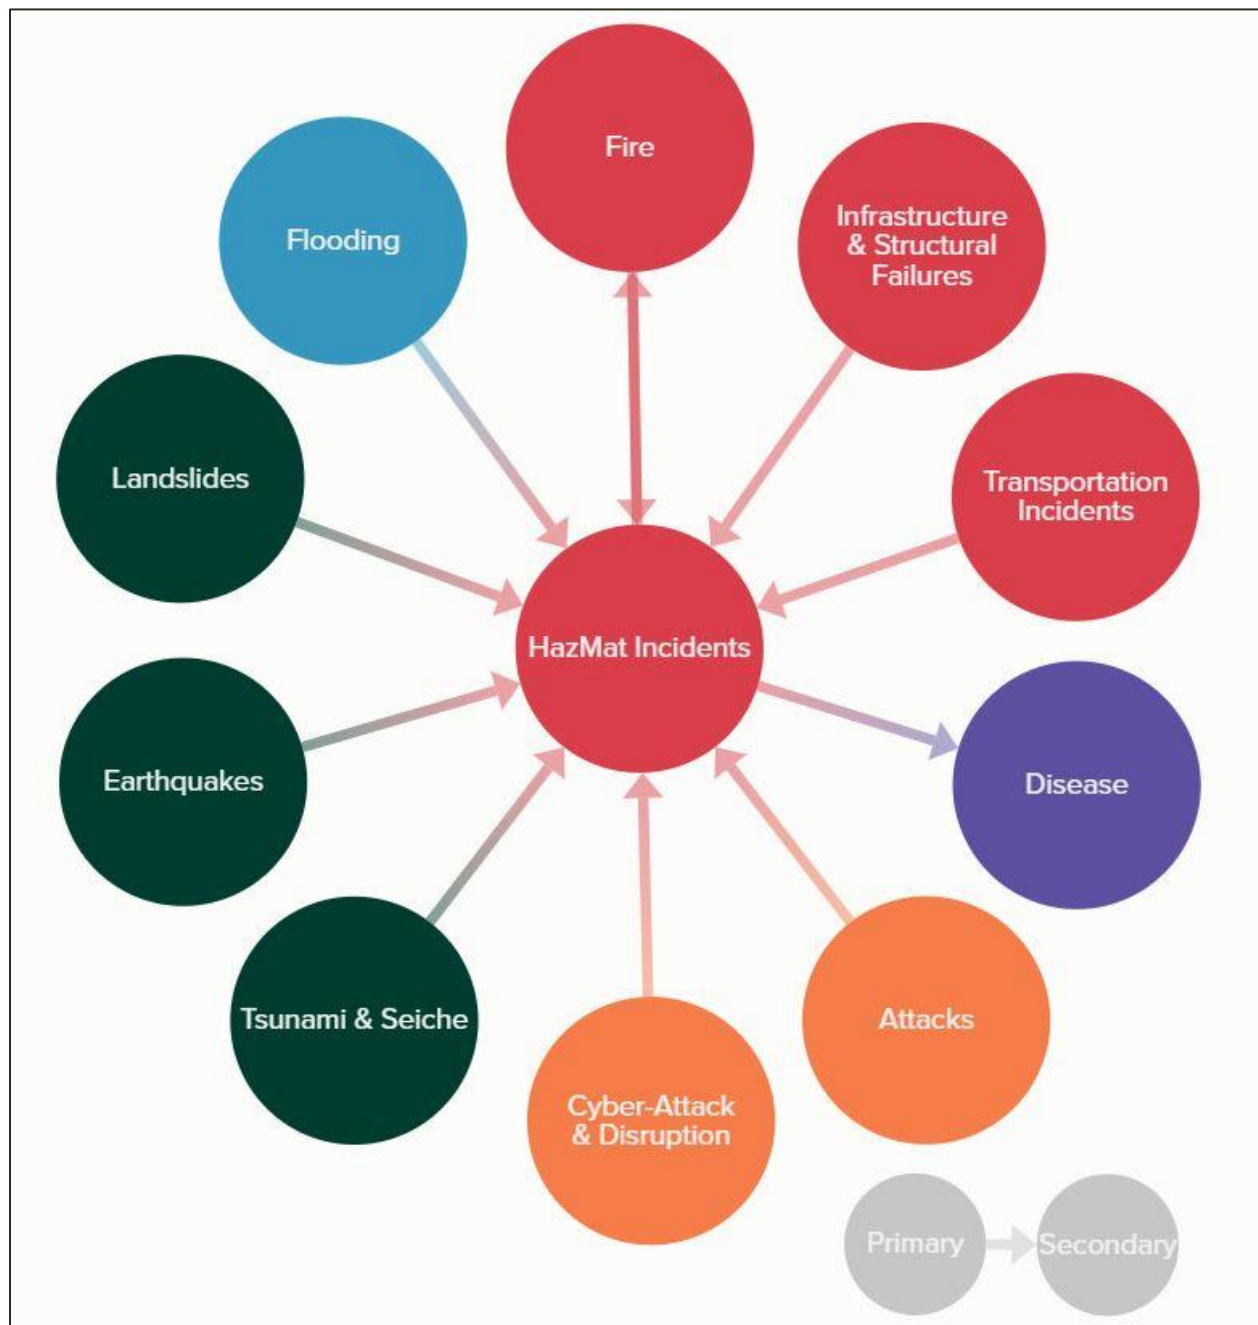 Fire
Infrastructure
& Structural
Failures
Flooding
Landslides
Transportation
Incidents
HazMat Incidents
Earthquakes
Disease
Tsunami & Seiche
Attacks
Cyber-Attack
& Disruption
Primary
Secondary